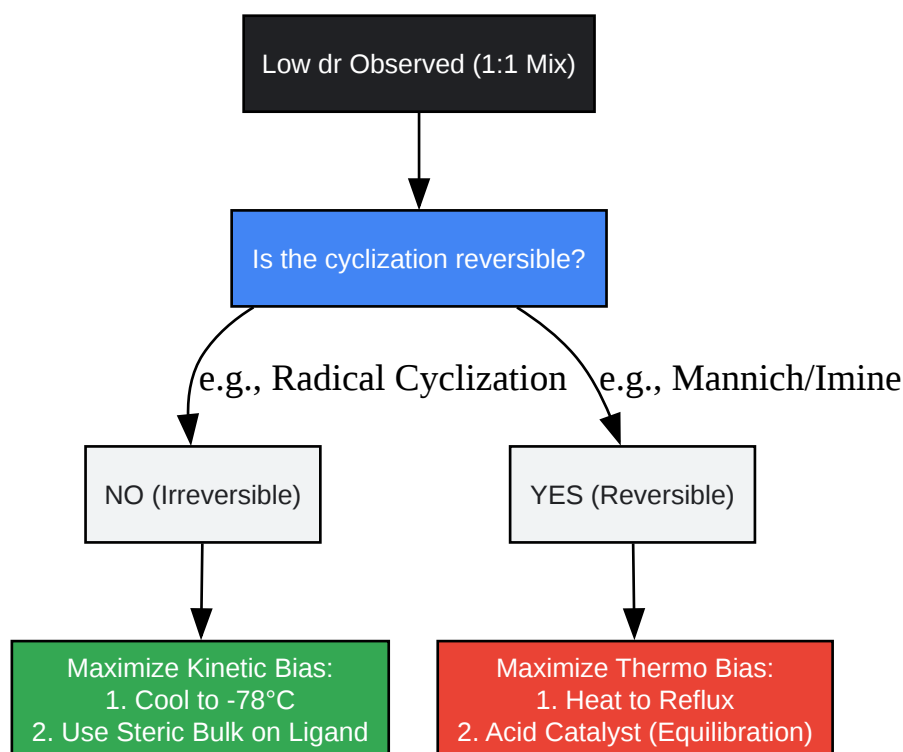 Low dr Observed (1:1 Mix)
Is the cyclization reversible?
e.g., Radical Cyclization
e.g., Mannich/Imine
NO (Irreversible)
YES (Reversible)
Maximize Kinetic Bias:
1. Cool to -78°C
2. Use Steric Bulk on Ligand
Maximize Thermo Bias:
1. Heat to Reflux
2. Acid Catalyst (Equilibration)